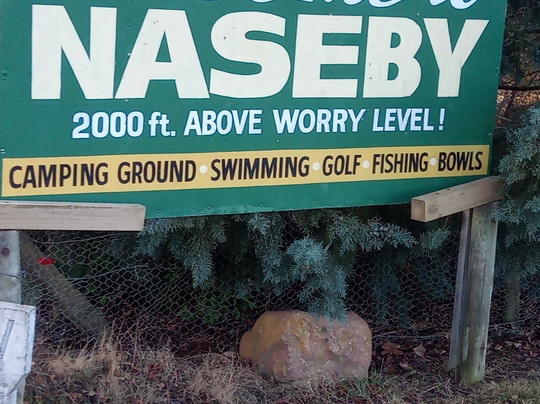 NASEBY
2000 ft. ABOVE WORRY LEVEL!
CAMPING GROUND · SWIMMING · GOLF · FISHING · BOWLS